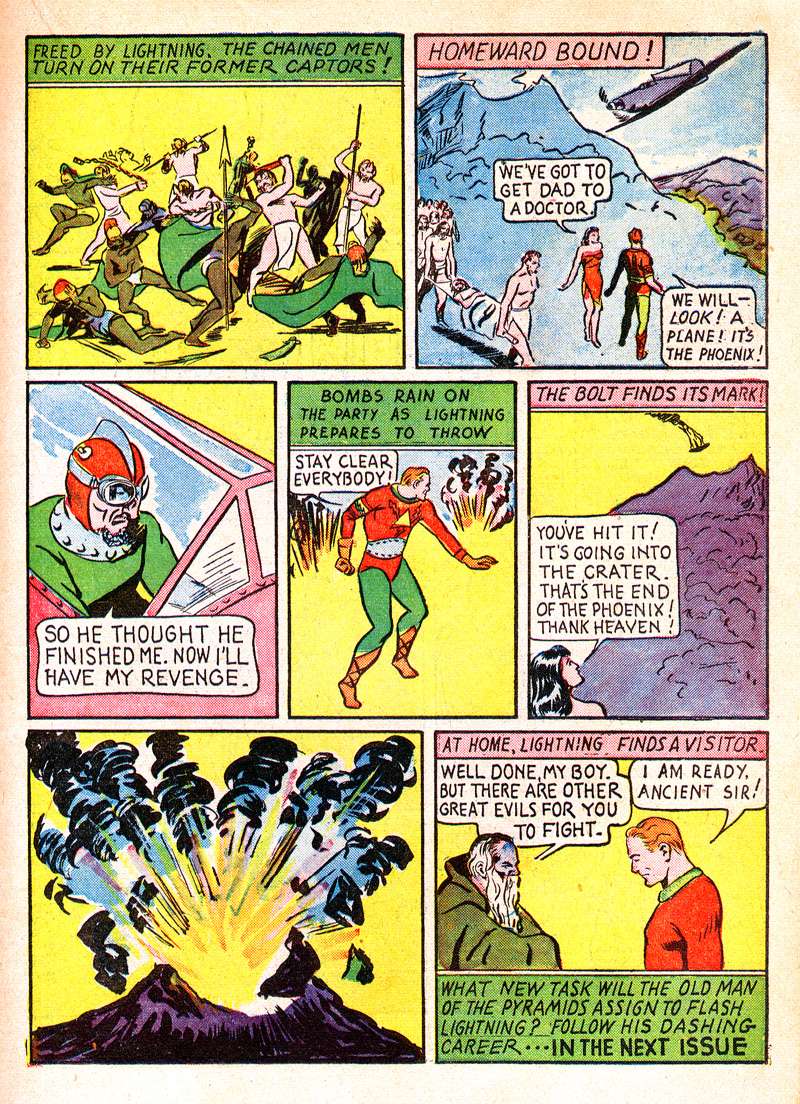 FREED BY LIGHTNING, THE CHAINED MEN
TURN ON THEIR FORMER CAPTORS!
HOMEWARD BOUND!
WE'VE GOT TO
GET DAD TO
A DOCTOR.
WE WILL—
LOOK! A
PLANE! IT'S
THE PHOENIX!
SO HE THOUGHT HE
FINISHED ME. NOW I'LL
HAVE MY REVENGE.
BOMBS RAIN ON
THE PARTY AS LIGHTNING
PREPARES TO THROW
STAY CLEAR
EVERYBODY!
THE BOLT FINDS ITS MARK!
YOU'VE HIT IT!
IT'S GOING INTO
THE CRATER.
THAT'S THE END
OF THE PHOENIX!
THANK HEAVEN!
AT HOME, LIGHTNING FINDS A VISITOR.
WELL DONE, MY BOY.
BUT THERE ARE OTHER
GREAT EVILS FOR YOU
TO FIGHT.
I AM READY,
ANCIENT SIR!
WHAT NEW TASK WILL THE OLD MAN
OF THE PYRAMIDS ASSIGN TO FLASH
LIGHTNING? FOLLOW HIS DASHING
CAREER ... IN THE NEXT ISSUE